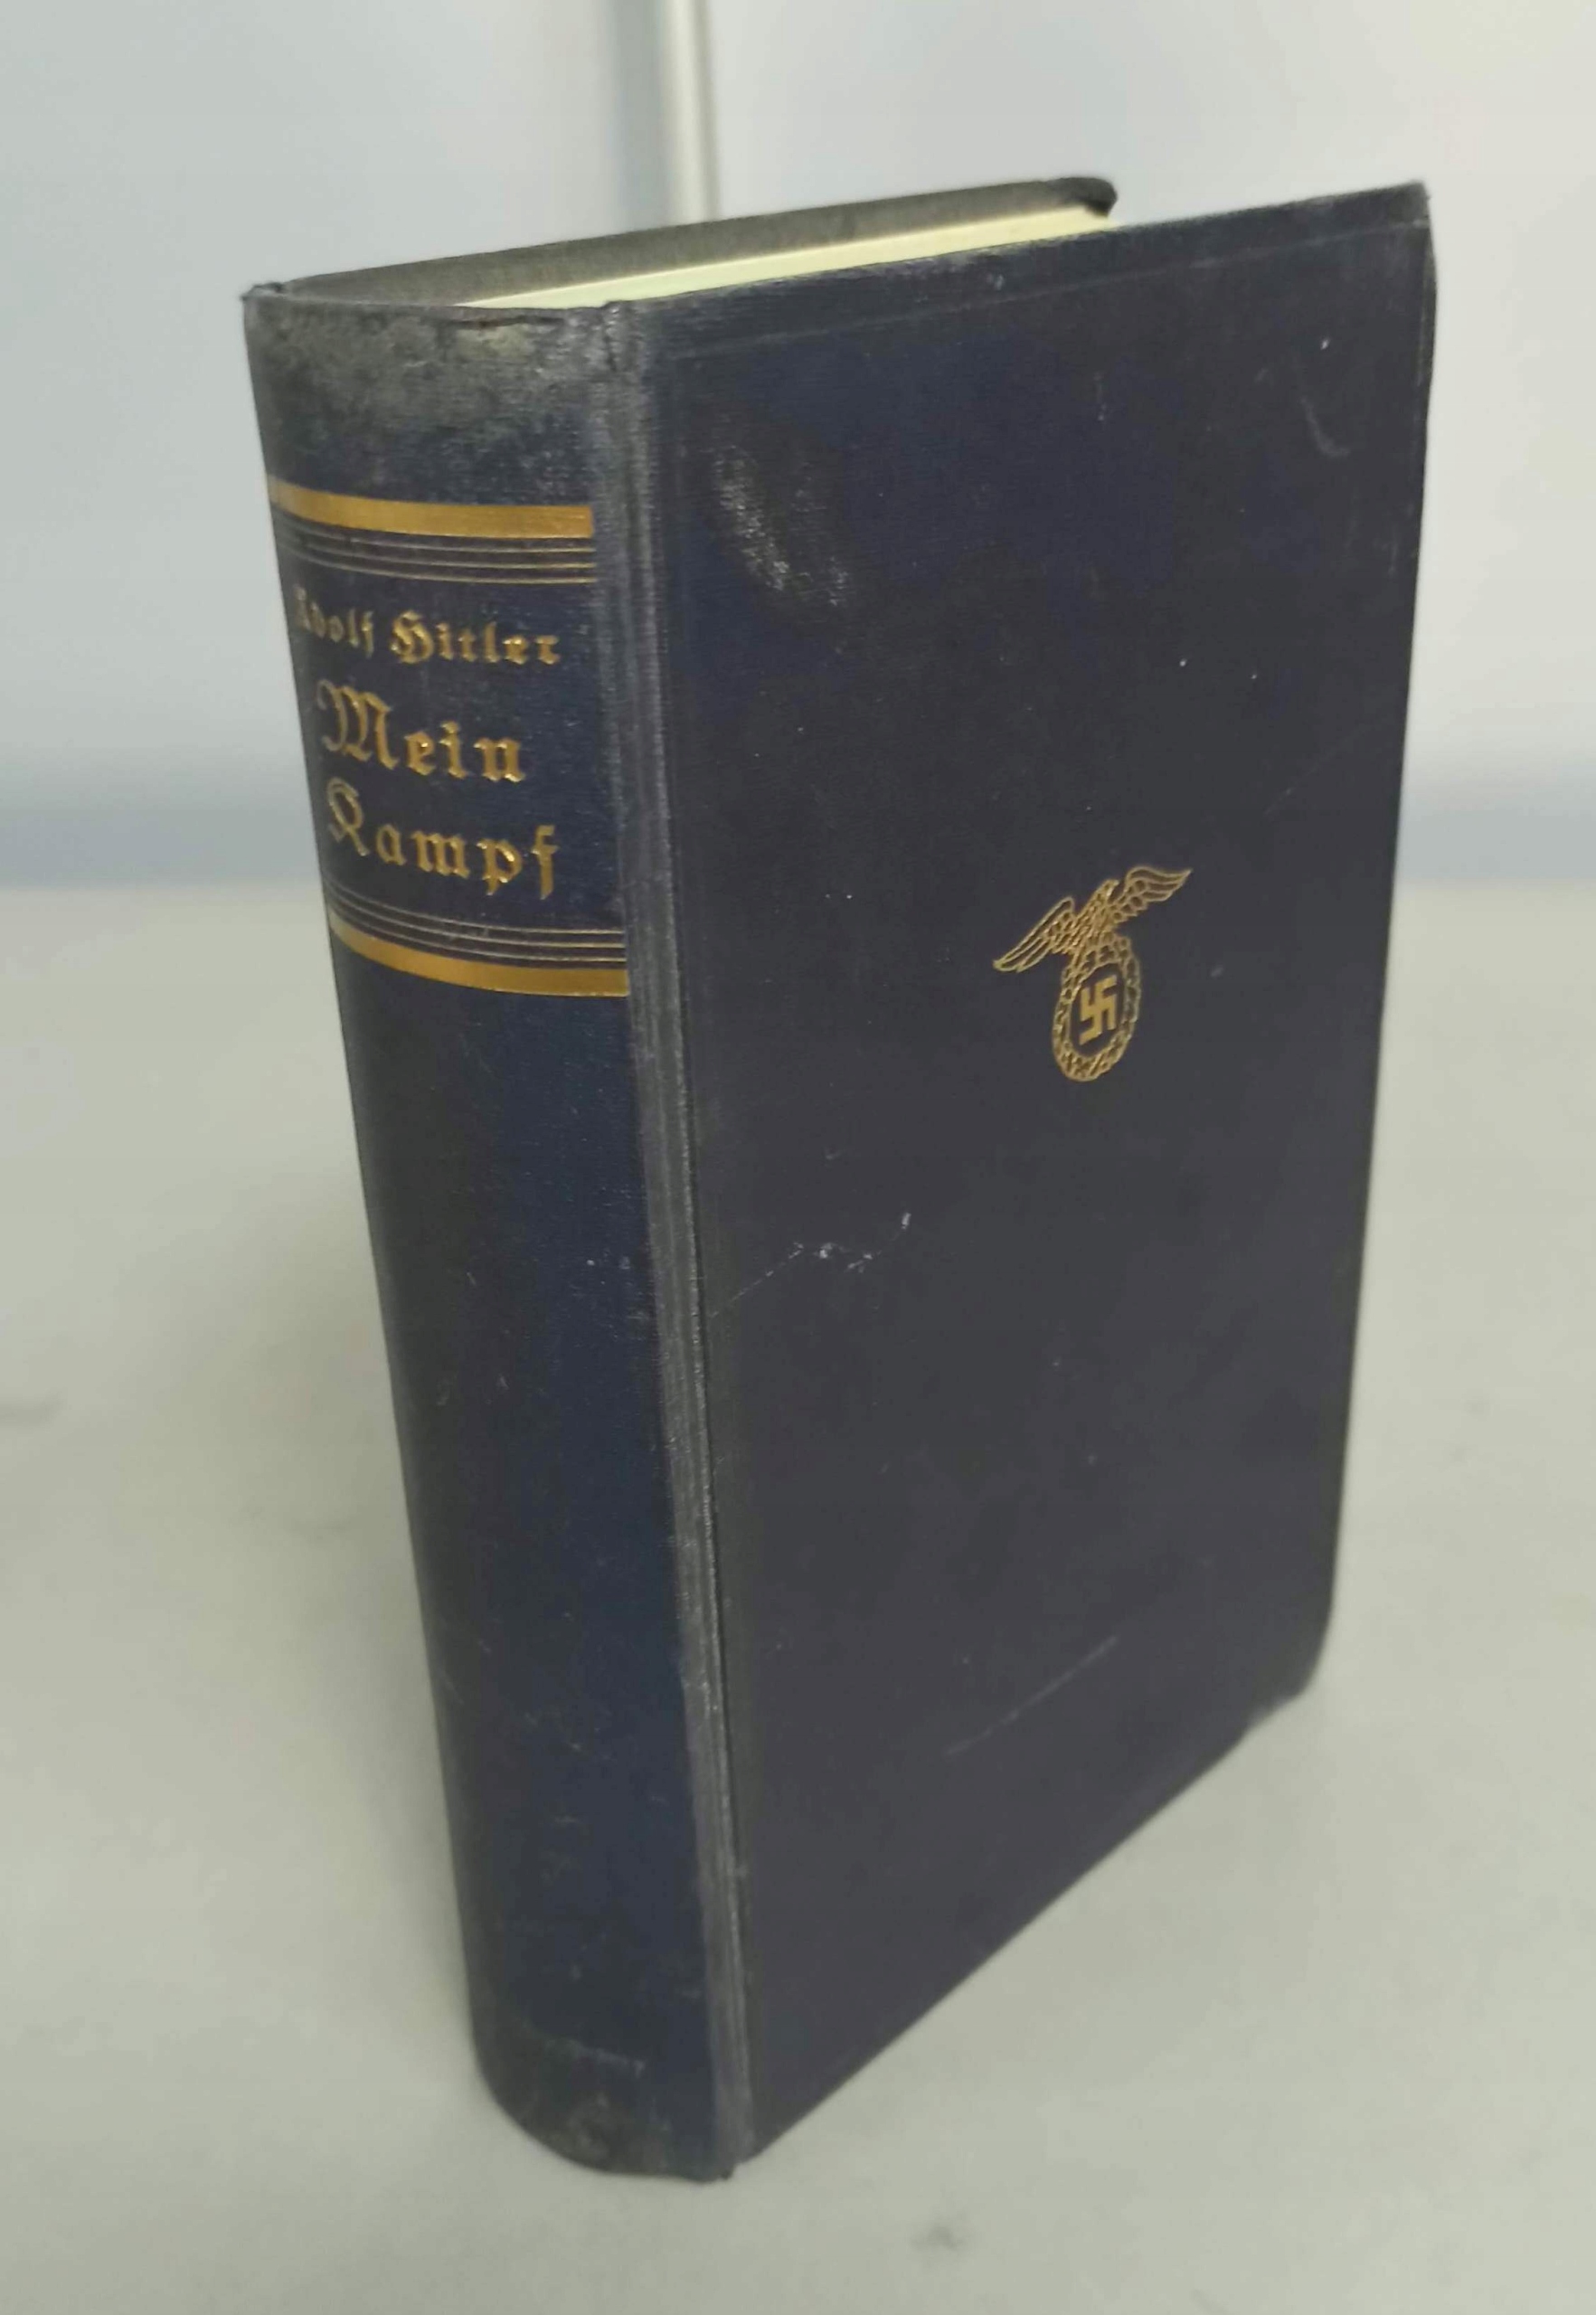 Adolf Hitler
Mein
Kampf